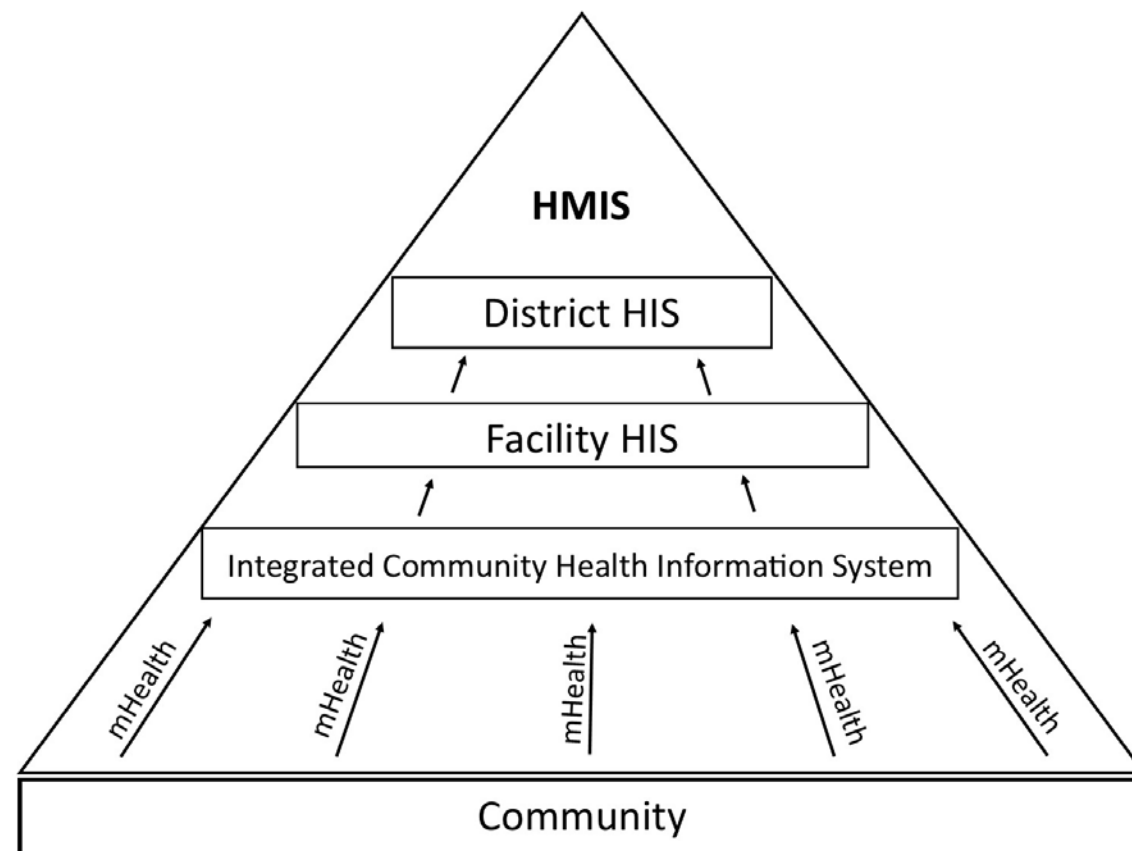 HMIS
District HIS
Facility HIS
Integrated Community Health Information System
mHealth
mHealth
mHealth
mHealth
mHealth
Community